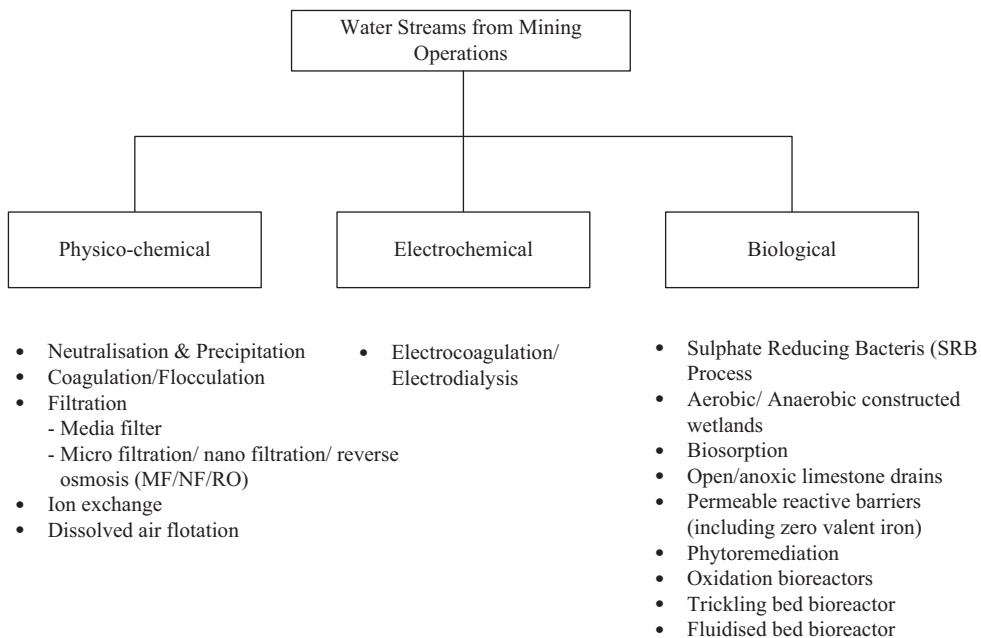 Water Streams from Mining
Operations
Physico-chemical
Electrochemical
Biological
• Neutralisation & Precipitation
• Coagulation/Flocculation
• Filtration
- Media filter
- Micro filtration/ nano filtration/ reverse
osmosis (MF/NF/RO)
• Ion exchange
• Dissolved air flotation
• Electrocoagulation/
Electrodialysis
• Sulphate Reducing Bacteris (SRB
Process
• Aerobic/ Anaerobic constructed
wetlands
• Biosorption
• Open/anoxic limestone drains
• Permeable reactive barriers
(including zero valent iron)
• Phytoremediation
• Oxidation bioreactors
• Trickling bed bioreactor
• Fluidised bed bioreactor